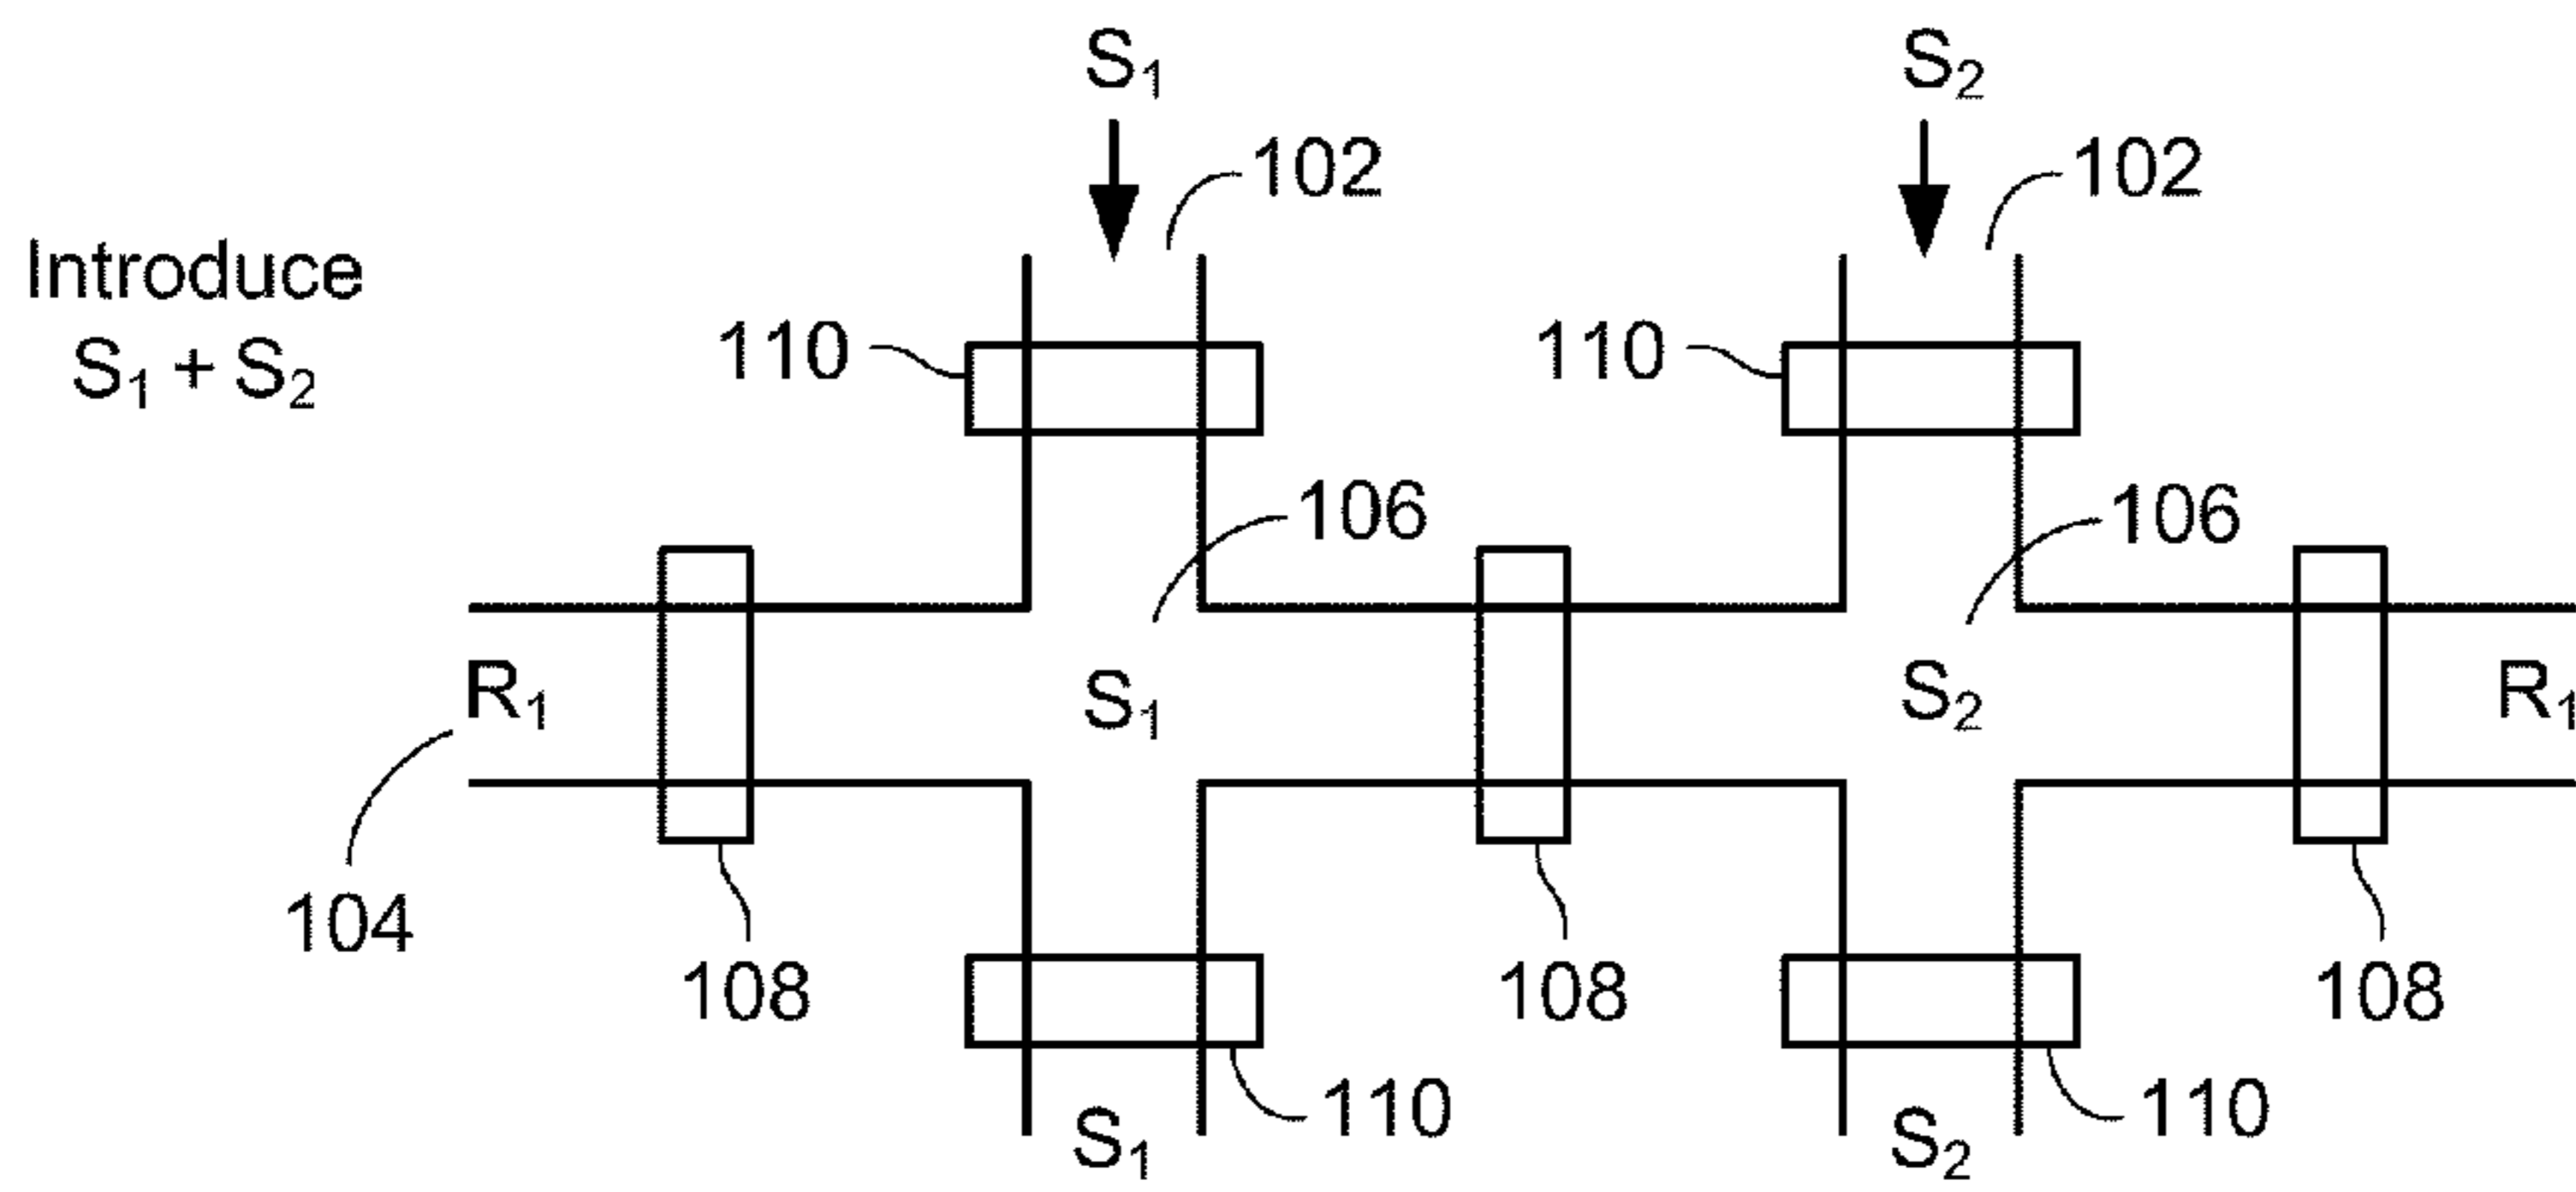 S₁ S₂
102 102
Introduce
S₁ + S₂
110 110
106 106
R₁ S₁ S₂ R₁
104
108 108 108
110 110
S₁ S₂